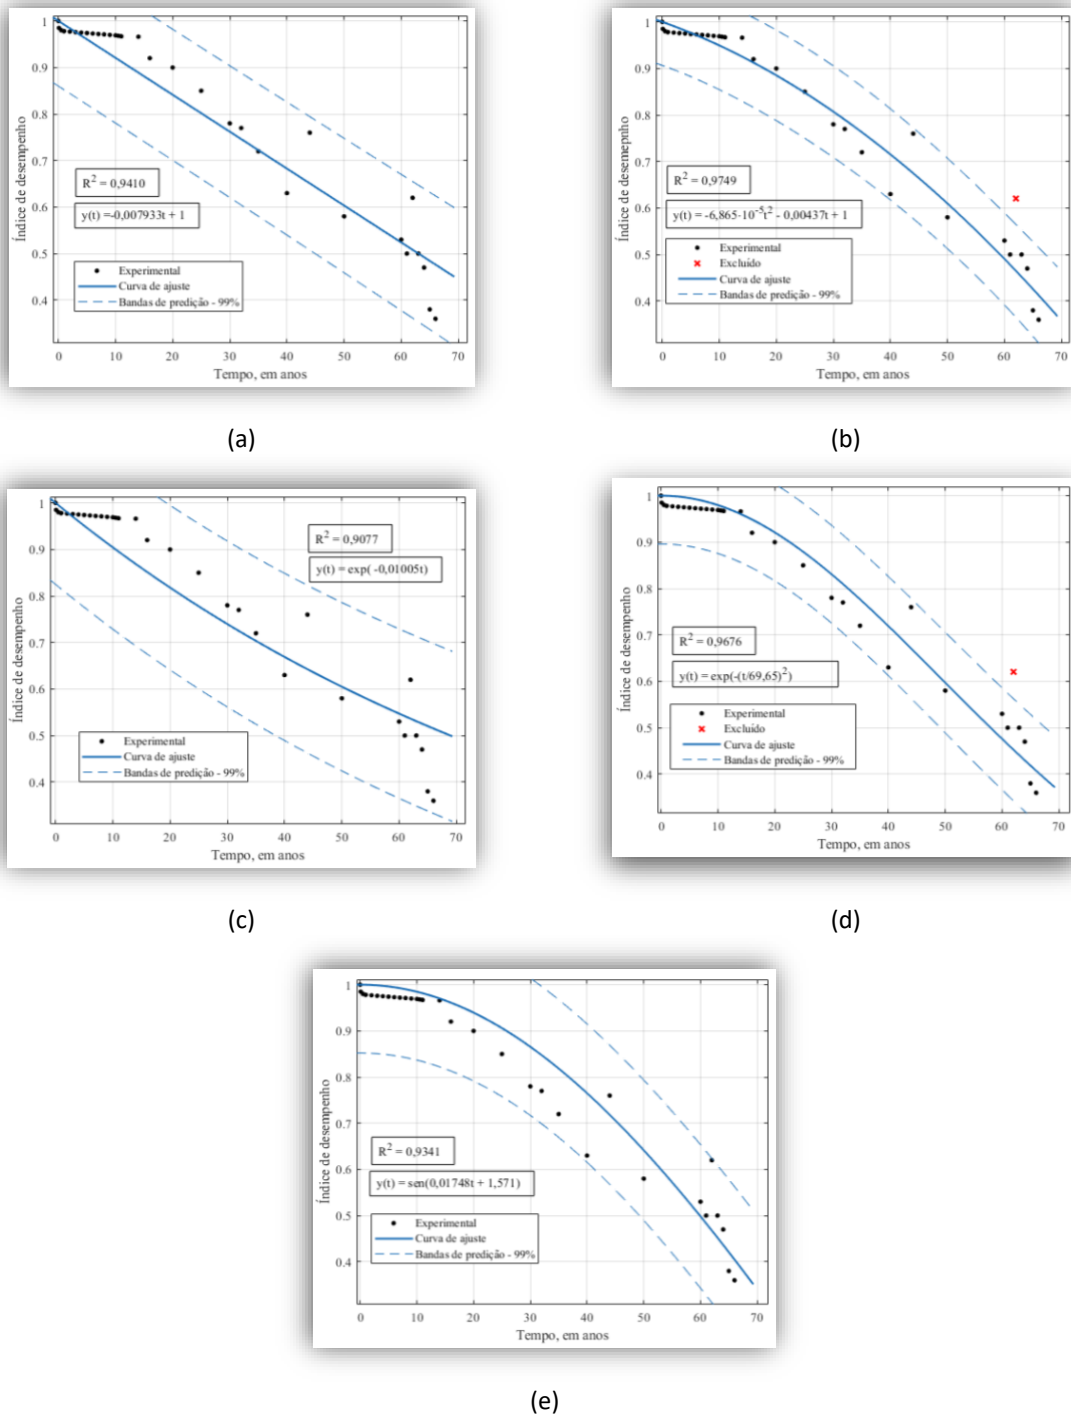 1
0.9
0.8
0.7
0.6
0.5
0.4
Índice de desempenho
R² = 0,9410
y(t) =-0,007933t + 1
Experimental
Curva de ajuste
Bandas de predição - 99%
0 10 20 30 40 50 60 70
Tempo, em anos
(a)
1
0.9
0.8
0.7
0.6
0.5
0.4
Índice de desemepnho
R² = 0,9749
y(t) = -6,865·10⁻⁵t² - 0,00437t + 1
Experimental
Excluído
Curva de ajuste
Bandas de predição - 99%
0 10 20 30 40 50 60 70
Tempo, em anos
(b)
1
0.9
0.8
0.7
0.6
0.5
0.4
Índice de desempenho
R² = 0,9077
y(t) = exp( -0,01005t)
Experimental
Curva de ajuste
Bandas de predição - 99%
0 10 20 30 40 50 60 70
Tempo, em anos
(c)
1
0.9
0.8
0.7
0.6
0.5
0.4
Índice de desempenho
R² = 0,9676
y(t) = exp(-(t/69,65)²)
Experimental
Excluído
Curva de ajuste
Bandas de predição - 99%
0 10 20 30 40 50 60 70
Tempo, em anos
(d)
1
0.9
0.8
0.7
0.6
0.5
0.4
Índice de desempenho
R² = 0,9341
y(t) = sen(0,01748t + 1,571)
Experimental
Curva de ajuste
Bandas de predição - 99%
0 10 20 30 40 50 60 70
Tempo, em anos
(e)